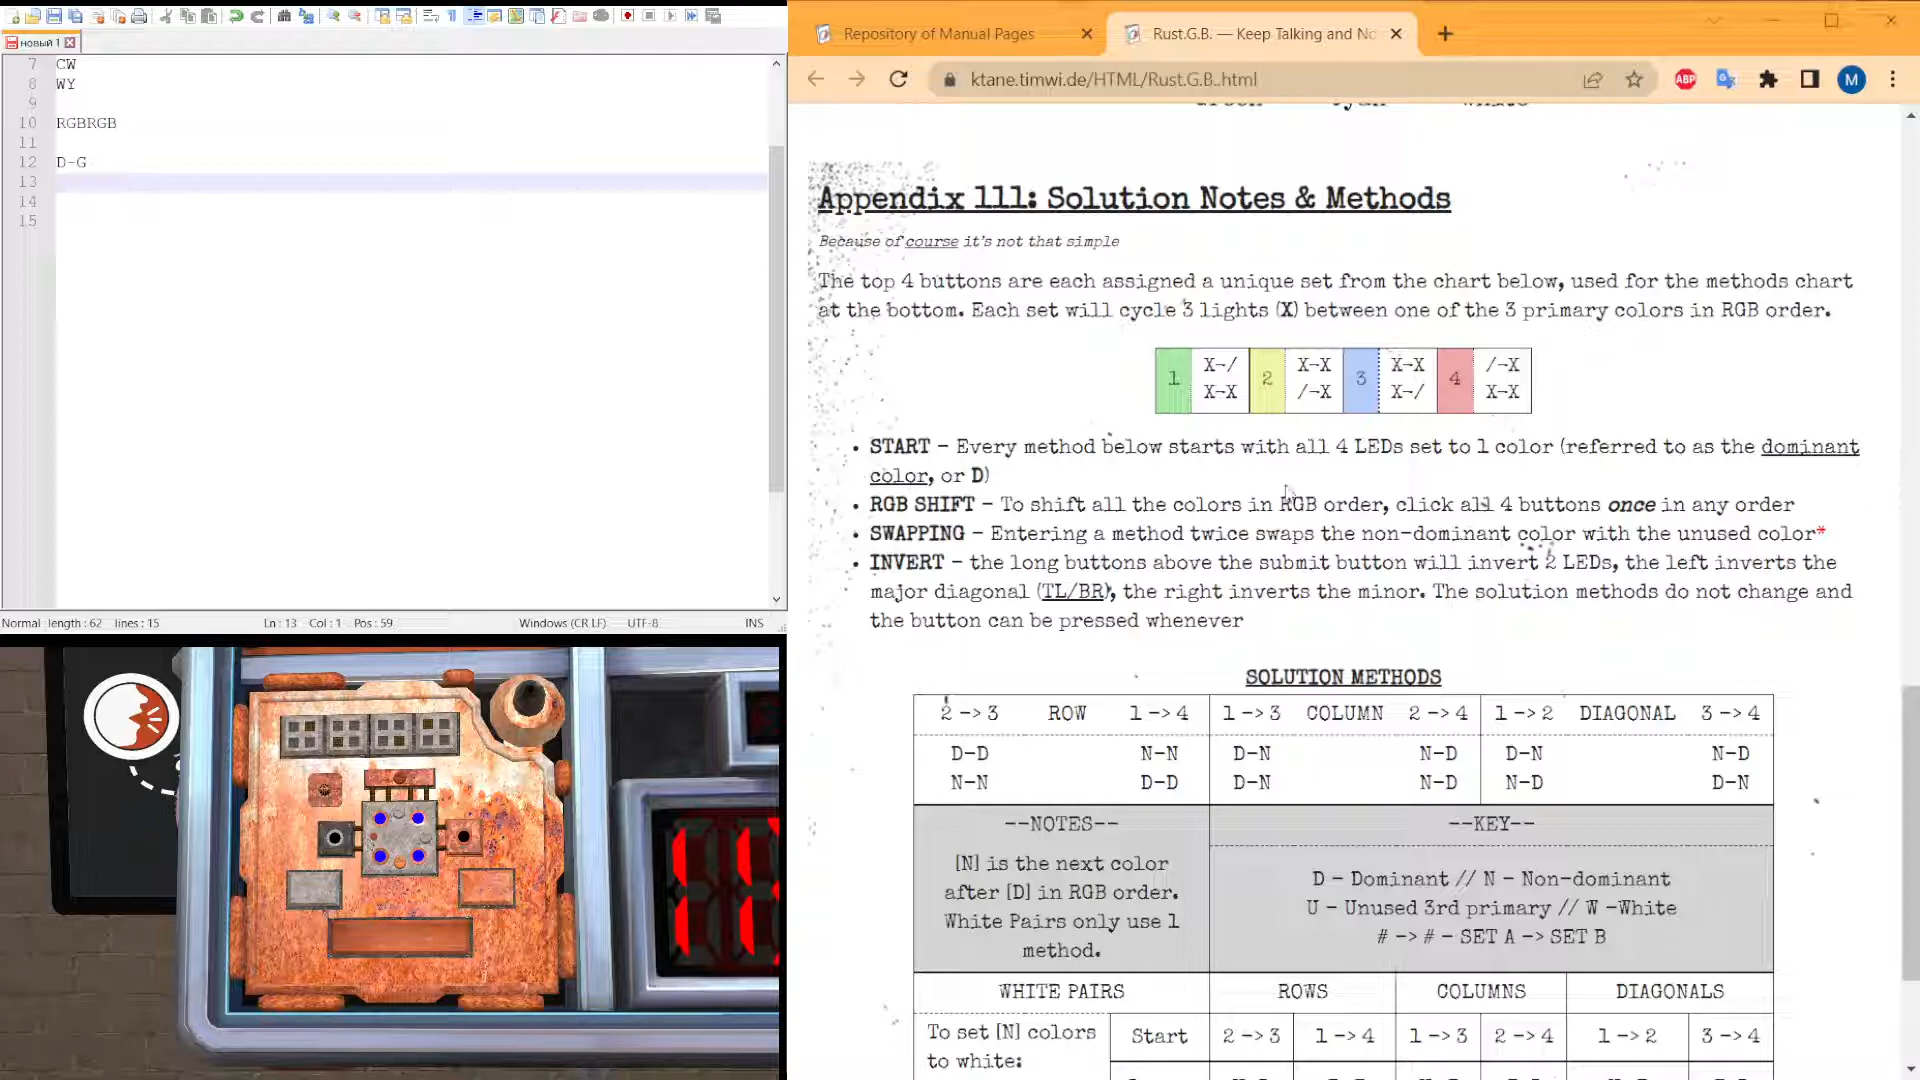 новый 1
7 CW
8 WY
9
10 RGBRGB
11
12 D-G
13
14
15
Normal length : 62 lines : 15 Ln : 13 Col : 1 Pos : 59 Windows (CR LF) UTF-8 INS
Repository of Manual Pages
Rust.G.B. — Keep Talking and No
ktane.timwi.de/HTML/Rust.G.B..html
ABP
M
Appendix 111: Solution Notes & Methods
Because of course it's not that simple
The top 4 buttons are each assigned a unique set from the chart below, used for the methods chart
at the bottom. Each set will cycle 3 lights (X) between one of the 3 primary colors in RGB order.
1 X-/ 2 X-X 3 X-X 4 /-X
X-X /-X X-/ X-X
• START - Every method below starts with all 4 LEDs set to 1 color (referred to as the dominant
color, or D)
• RGB SHIFT - To shift all the colors in RGB order, click all 4 buttons once in any order
• SWAPPING - Entering a method twice swaps the non-dominant color with the unused color*
• INVERT - the long buttons above the submit button will invert 2 LEDs, the left inverts the
major diagonal (TL/BR), the right inverts the minor. The solution methods do not change and
the button can be pressed whenever
SOLUTION METHODS
2 -> 3 ROW 1 -> 4 1 -> 3 COLUMN 2 -> 4 1 -> 2 DIAGONAL 3 -> 4
D-D N-N D-N N-D D-N N-D
N-N D-D D-N N-D N-D D-N
--NOTES--
[N] is the next color
after [D] in RGB order.
White Pairs only use 1
method.
--KEY--
D - Dominant // N - Non-dominant
U - Unused 3rd primary // W -White
# -> # - SET A -> SET B
WHITE PAIRS ROWS COLUMNS DIAGONALS
To set [N] colors
to white:
Start 2 -> 3 1 -> 4 1 -> 3 2 -> 4 1 -> 2 3 -> 4